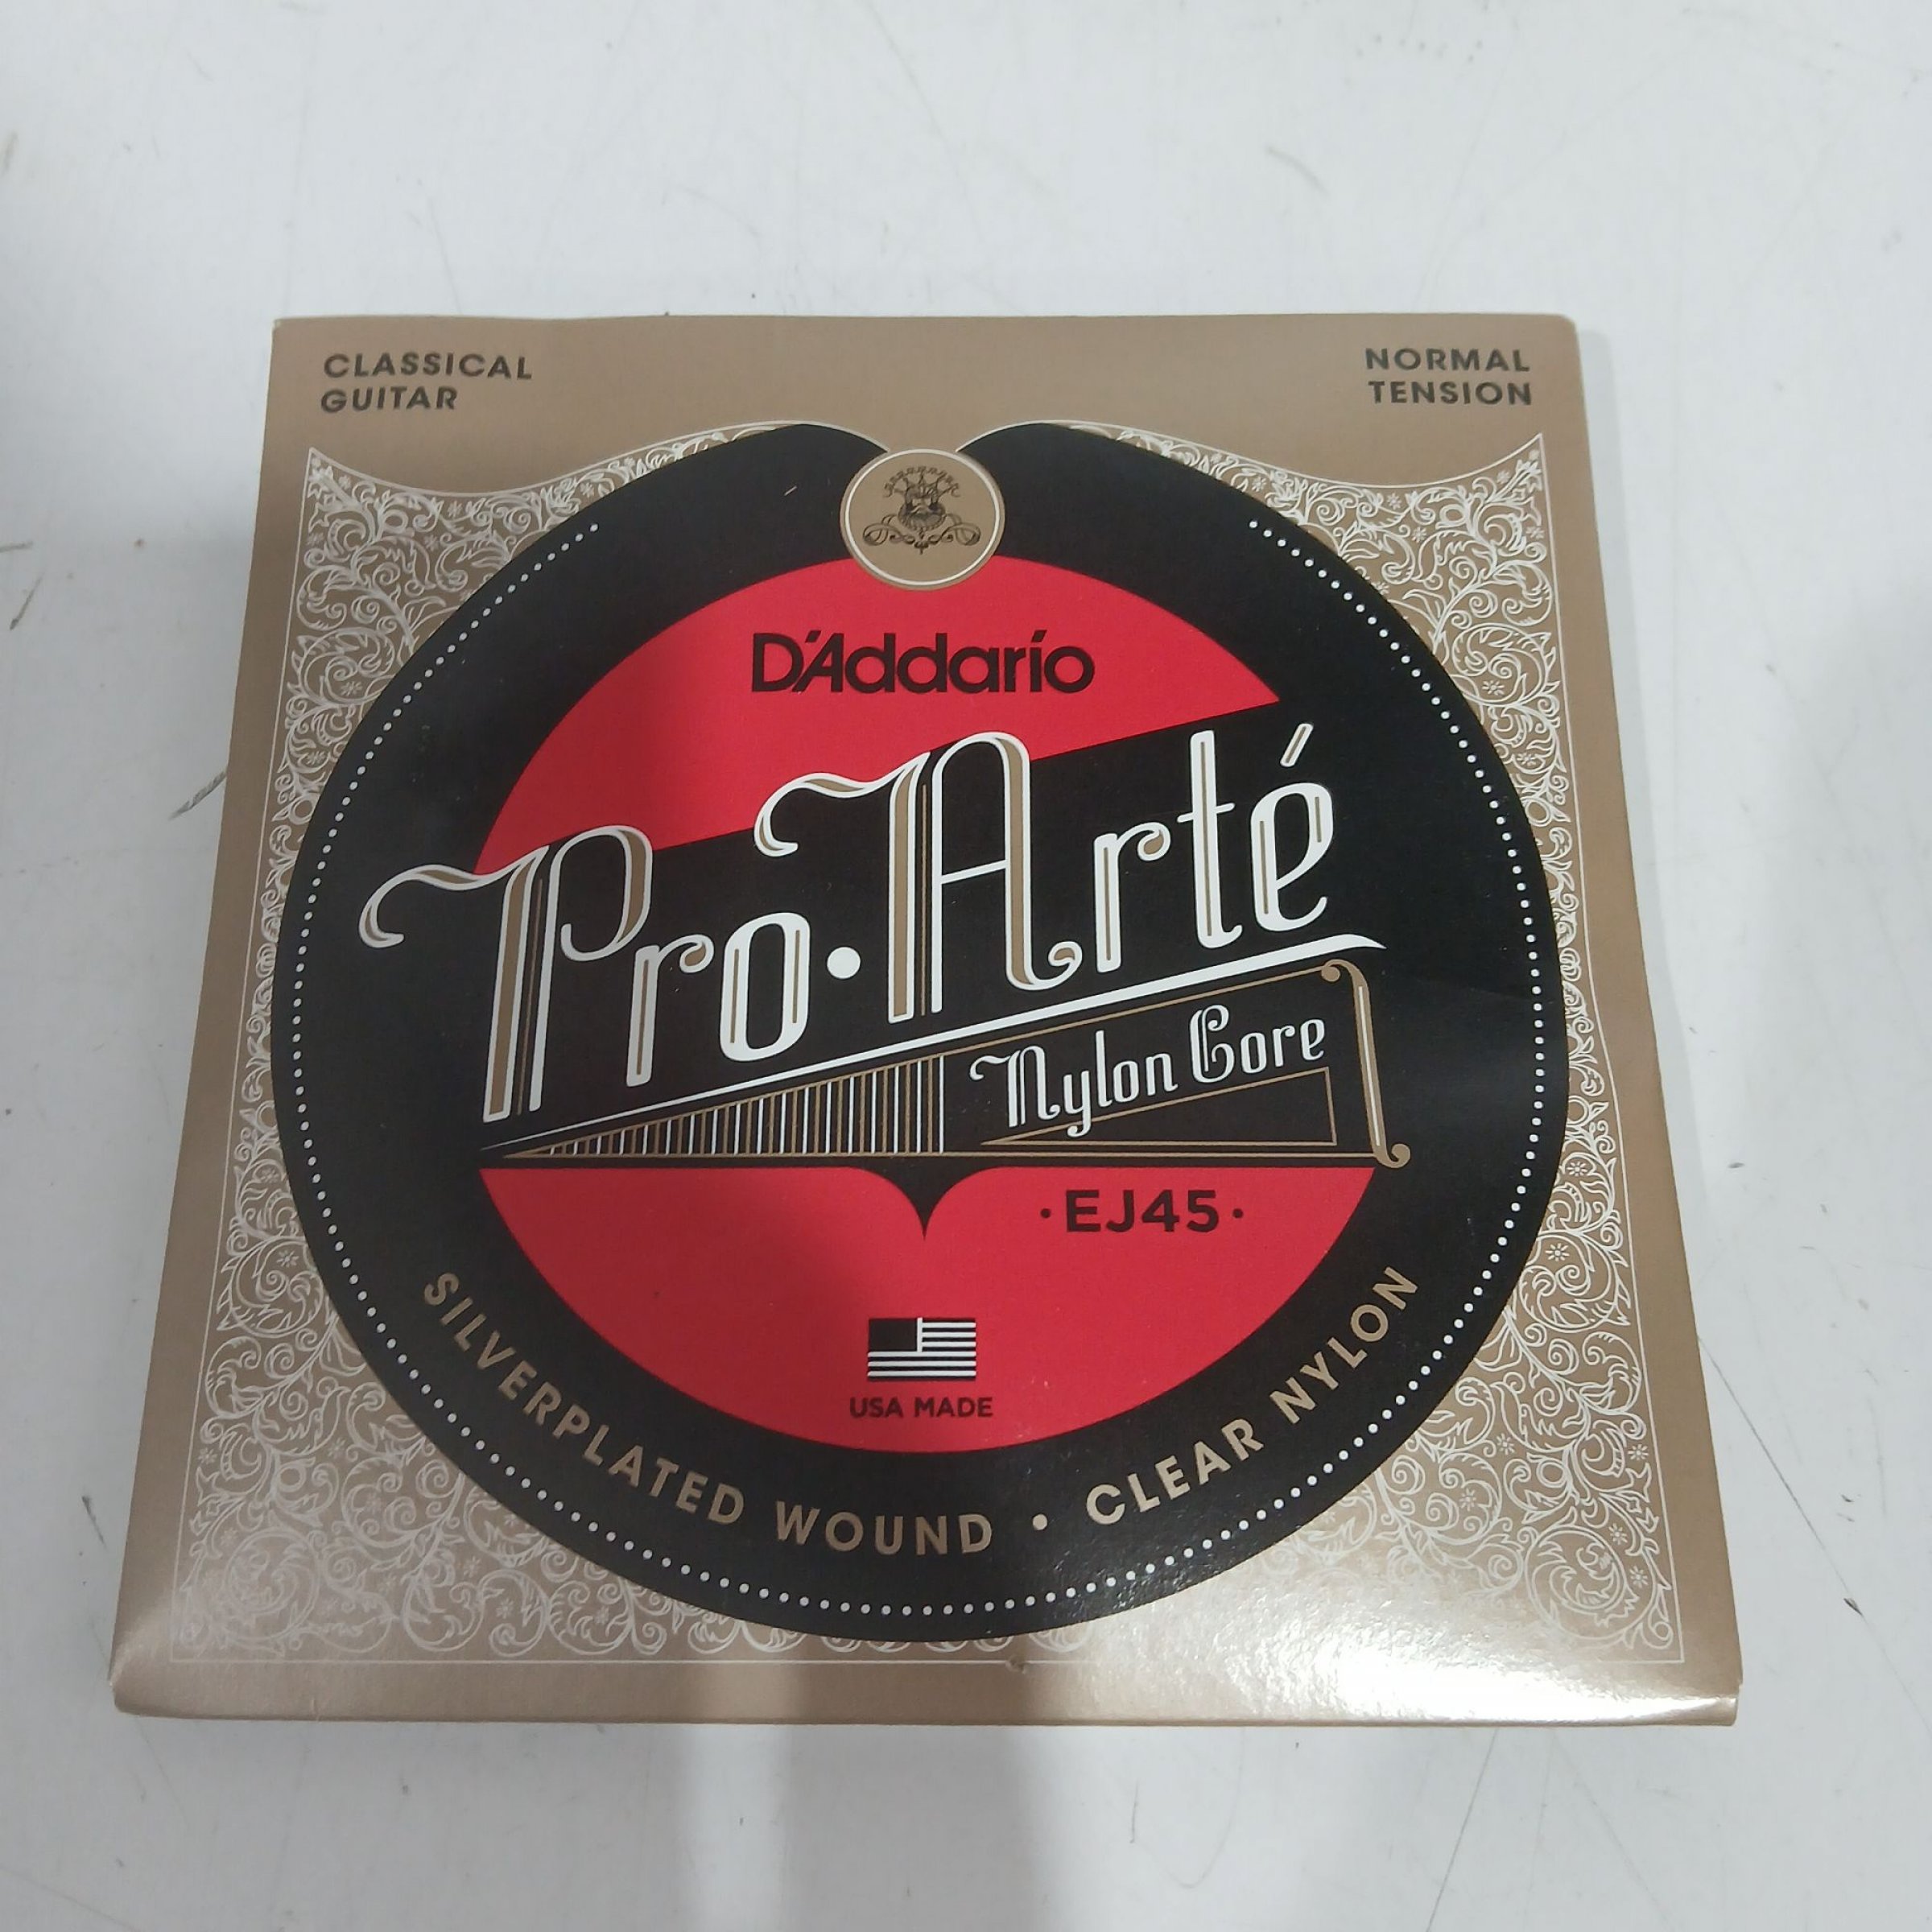 CLASSICAL
GUITAR
NORMAL
TENSION
D'Addario
Pro·Arté
Nylon Core
·EJ45·
USA MADE
SILVERPLATED WOUND • CLEAR NYLON